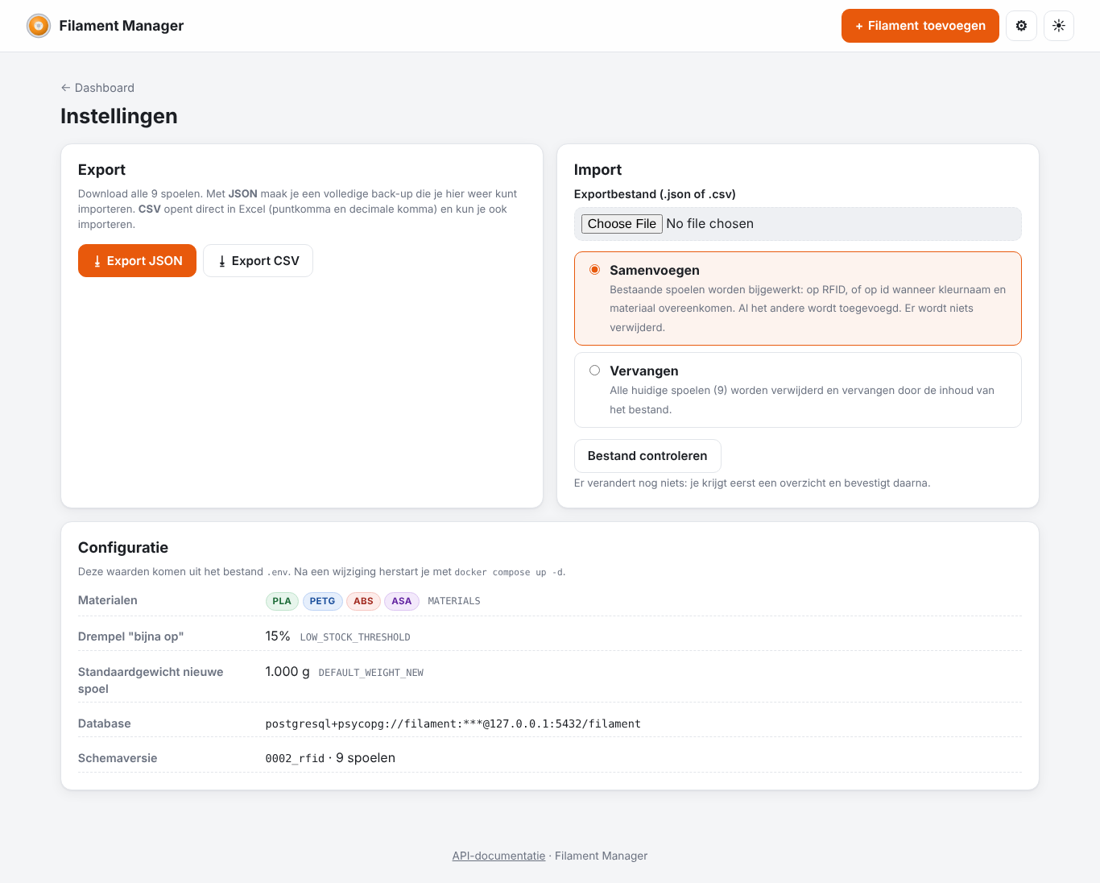 Filament Manager
+ Filament toevoegen
← Dashboard
Instellingen
Export
Download alle 9 spoelen. Met JSON maak je een volledige back-up die je hier weer kunt
importeren. CSV opent direct in Excel (puntkomma en decimale komma) en kun je ook
importeren.
Export JSON
Export CSV
Import
Exportbestand (.json of .csv)
Choose File No file chosen
Samenvoegen
Bestaande spoelen worden bijgewerkt: op RFID, of op id wanneer kleurnaam en
materiaal overeenkomen. Al het andere wordt toegevoegd. Er wordt niets
verwijderd.
Vervangen
Alle huidige spoelen (9) worden verwijderd en vervangen door de inhoud van
het bestand.
Bestand controleren
Er verandert nog niets: je krijgt eerst een overzicht en bevestigt daarna.
Configuratie
Deze waarden komen uit het bestand .env. Na een wijziging herstart je met docker compose up -d.
Materialen PLA PETG ABS ASA MATERIALS
Drempel "bijna op" 15% LOW_STOCK_THRESHOLD
Standaardgewicht nieuwe
spoel
1.000 g DEFAULT_WEIGHT_NEW
Database postgresql+psycopg://filament:***@127.0.0.1:5432/filament
Schemaversie 0002_rfid · 9 spoelen
API-documentatie · Filament Manager